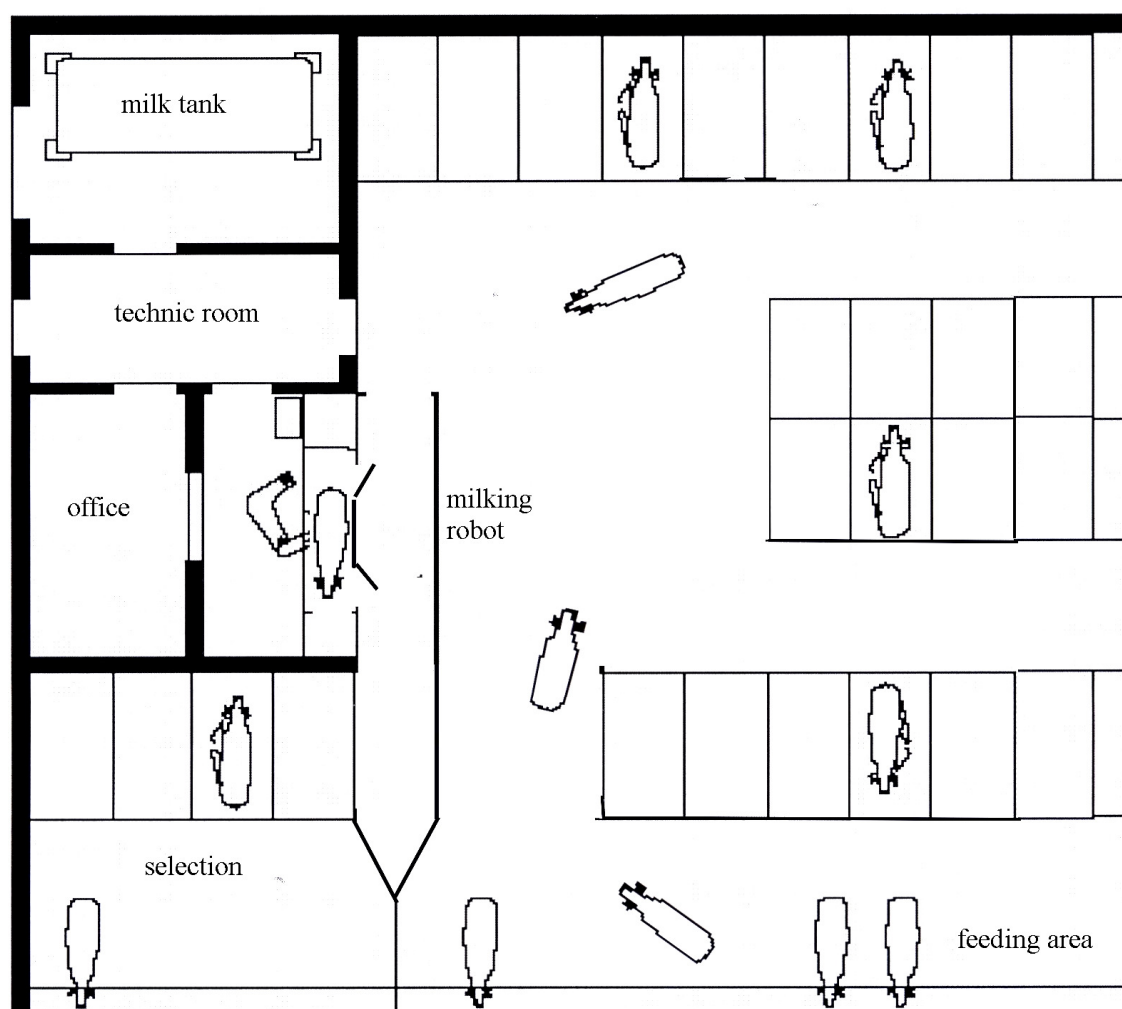 milk tank
technic room
office
milking
robot
selection
feeding area